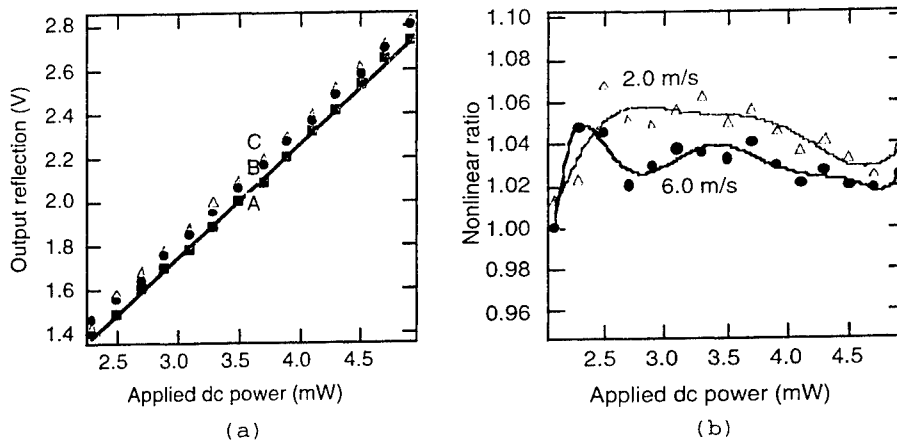 2.8
2.6
2.4
2.2
2.0
1.8
1.6
1.4
Output reflection (V)
C
B
A
2.5 3.0 3.5 4.0 4.5
Applied dc power (mW)
(a)
1.10
1.08
1.06
1.04
1.02
1.00
0.98
0.96
Nonlinear ratio
2.0 m/s
6.0 m/s
2.5 3.0 3.5 4.0 4.5
Applied dc power (mW)
(b)